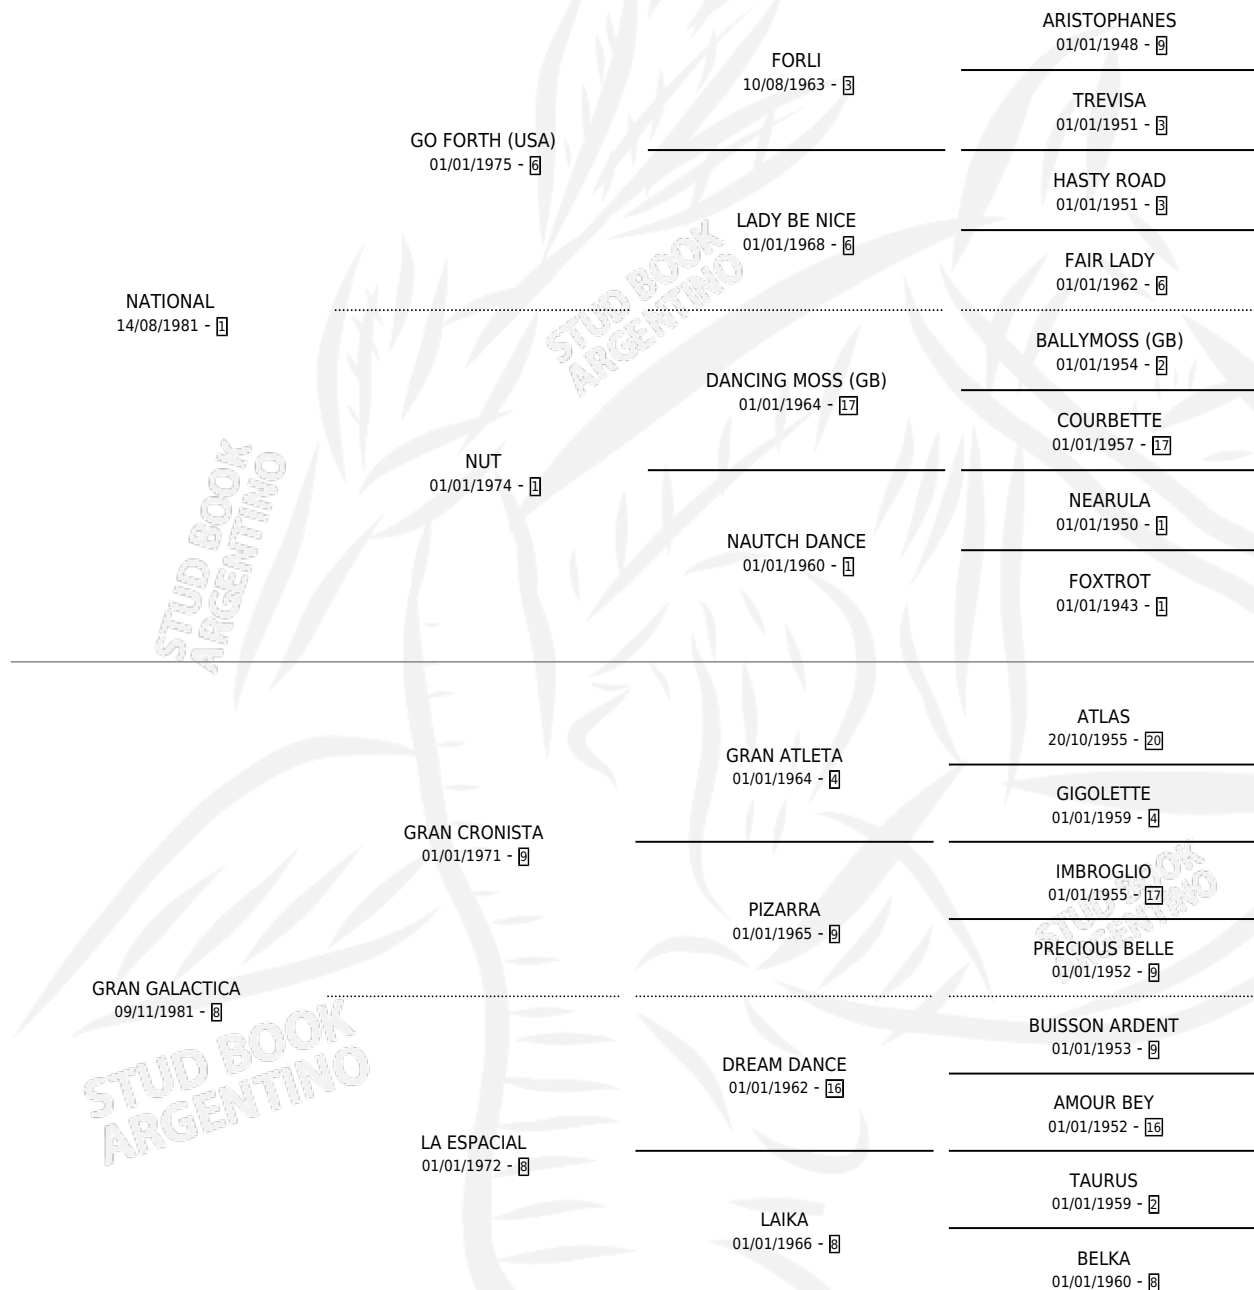 ARISTOPHANES
01/01/1948 - 9
FORLI
10/08/1963 - 3
TREVISA
01/01/1951 - 3
GO FORTH (USA)
01/01/1975 - 6
HASTY ROAD
01/01/1951 - 3
LADY BE NICE
01/01/1968 - 6
FAIR LADY
01/01/1962 - 6
NATIONAL
14/08/1981 - 1
STUD BOOK
ARGENTINO
BALLYMOSS (GB)
01/01/1954 - 2
DANCING MOSS (GB)
01/01/1964 - 17
COURBETTE
01/01/1957 - 17
NUT
01/01/1974 - 1
NEARULA
01/01/1950 - 1
NAUTCH DANCE
01/01/1960 - 1
FOXTROT
01/01/1943 - 1
STUD BOOK
ARGENTINO
ATLAS
20/10/1955 - 20
GRAN ATLETA
01/01/1964 - 4
GIGOLETTE
01/01/1959 - 4
GRAN CRONISTA
01/01/1971 - 9
IMBROGLIO
01/01/1955 - 17
PIZARRA
01/01/1965 - 9
PRECIOUS BELLE
01/01/1952 - 9
STUD BOOK
ARGENTINO
GRAN GALACTICA
09/11/1981 - 8
BUISSON ARDENT
01/01/1953 - 9
DREAM DANCE
01/01/1962 - 16
AMOUR BEY
01/01/1952 - 16
STUD BOOK
ARGENTINO
LA ESPACIAL
01/01/1972 - 8
TAURUS
01/01/1959 - 2
LAIKA
01/01/1966 - 8
BELKA
01/01/1960 - 8